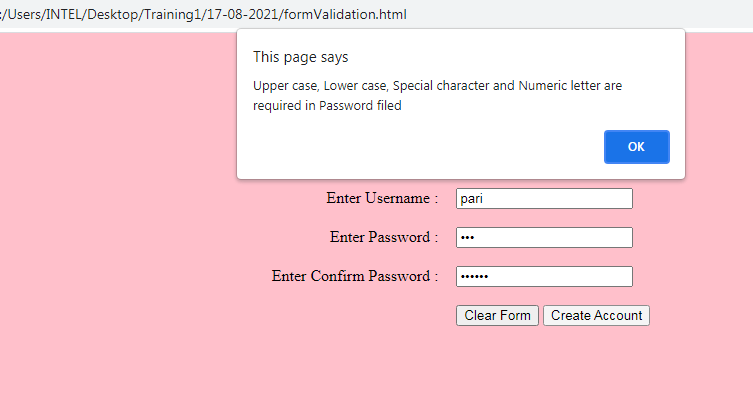 :/Users/INTEL/Desktop/Training1/17-08-2021/formValidation.html
This page says
Upper case, Lower case, Special character and Numeric letter are
required in Password filed
OK
Enter Username : pari
Enter Password : •••
Enter Confirm Password : ••••••
Clear Form Create Account